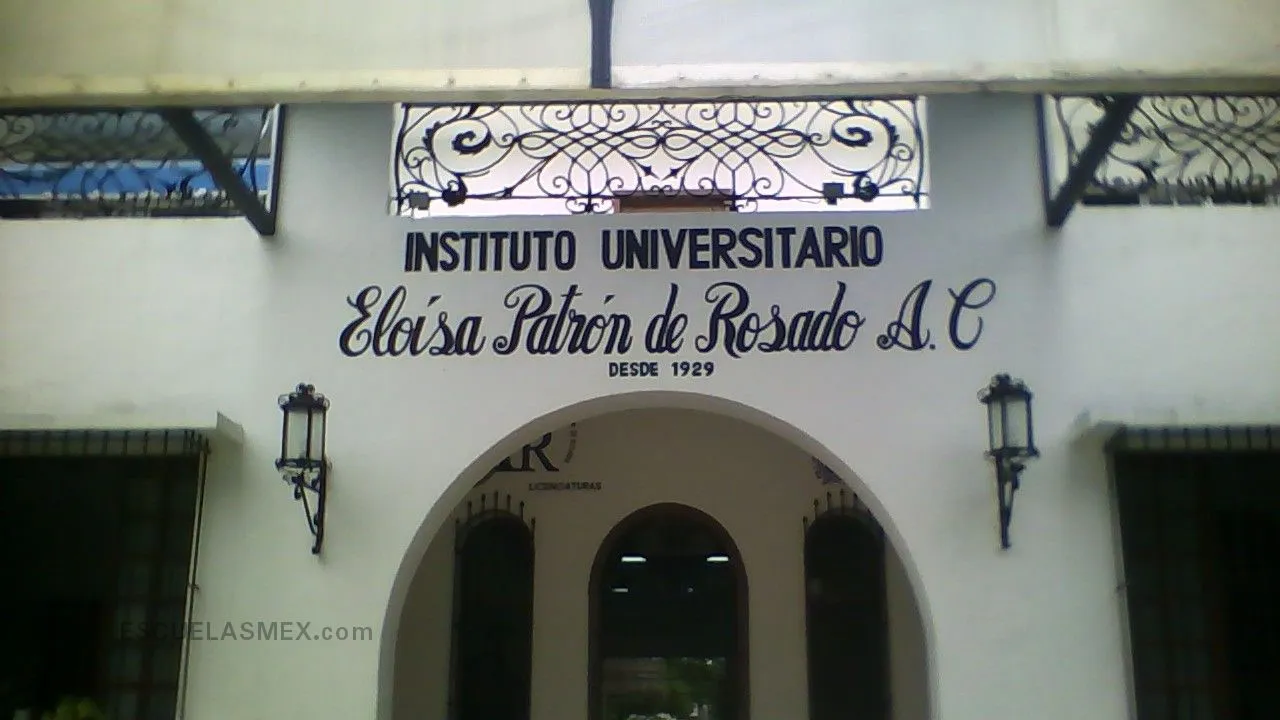 INSTITUTO UNIVERSITARIO
Eloísa Patrón de Rosado A.C
DESDE 1929
LICENCIATURAS
ESCUELASMEX.com